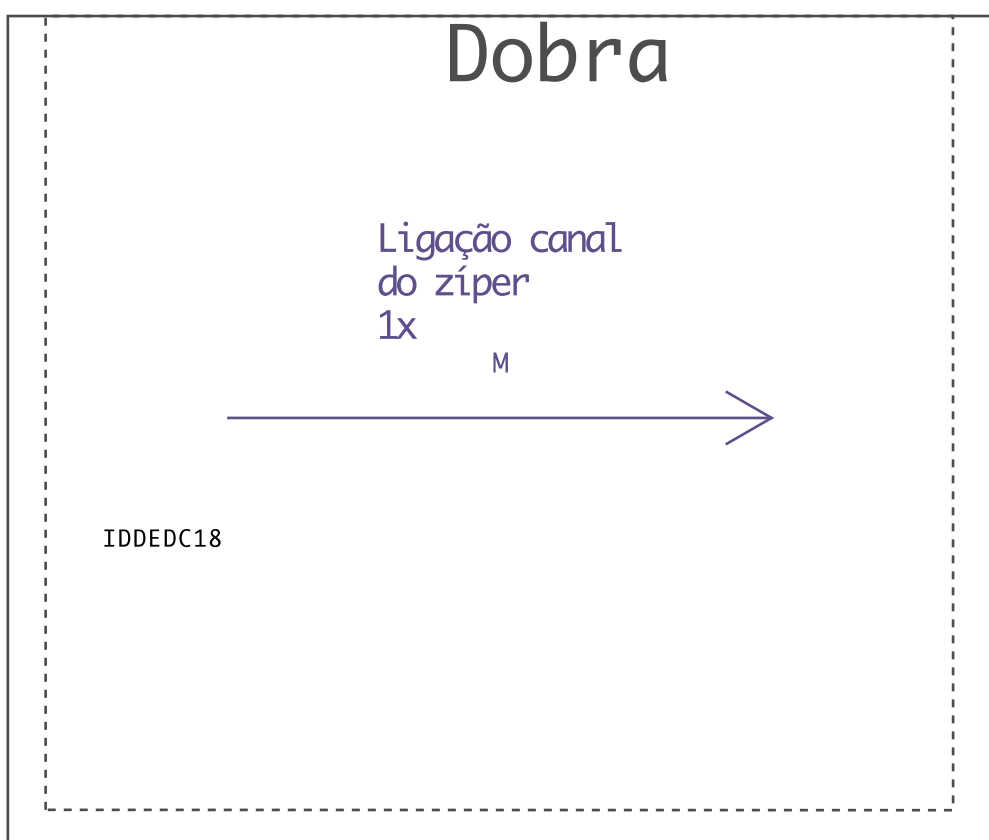 Dobra
Ligação canal
do zíper
1x
M
IDDEDC18